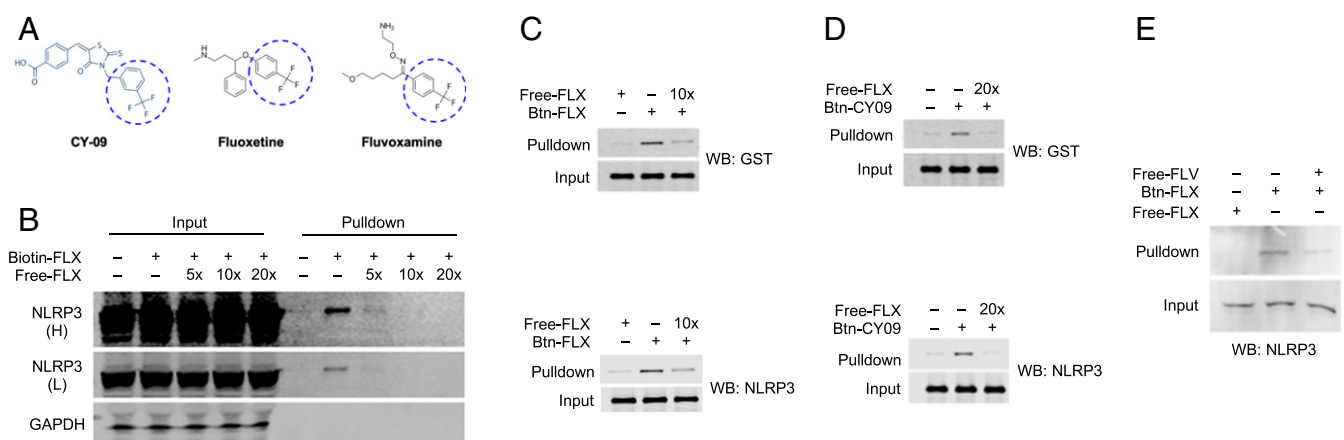 A
HO
O
O
N
S
S
F
F
F
CY-09
H
N
O
F
F
F
Fluoxetine
NH2
O
N
O
F
F
F
Fluvoxamine
B
Input Pulldown
Biotin-FLX – + + + + – + + + +
Free-FLX – – 5x 10x 20x – – 5x 10x 20x
NLRP3
(H)
NLRP3
(L)
GAPDH
C
Free-FLX + – 10x
Btn-FLX – + +
Pulldown
Input
WB: GST
Free-FLX + – 10x
Btn-FLX – + +
Pulldown
Input
WB: NLRP3
D
Free-FLX – – 20x
Btn-CY09 – + +
Pulldown
Input
WB: GST
Free-FLX – – 20x
Btn-CY09 – + +
Pulldown
Input
WB: NLRP3
E
Free-FLV – – +
Btn-FLX – + +
Free-FLX + – –
Pulldown
Input
WB: NLRP3